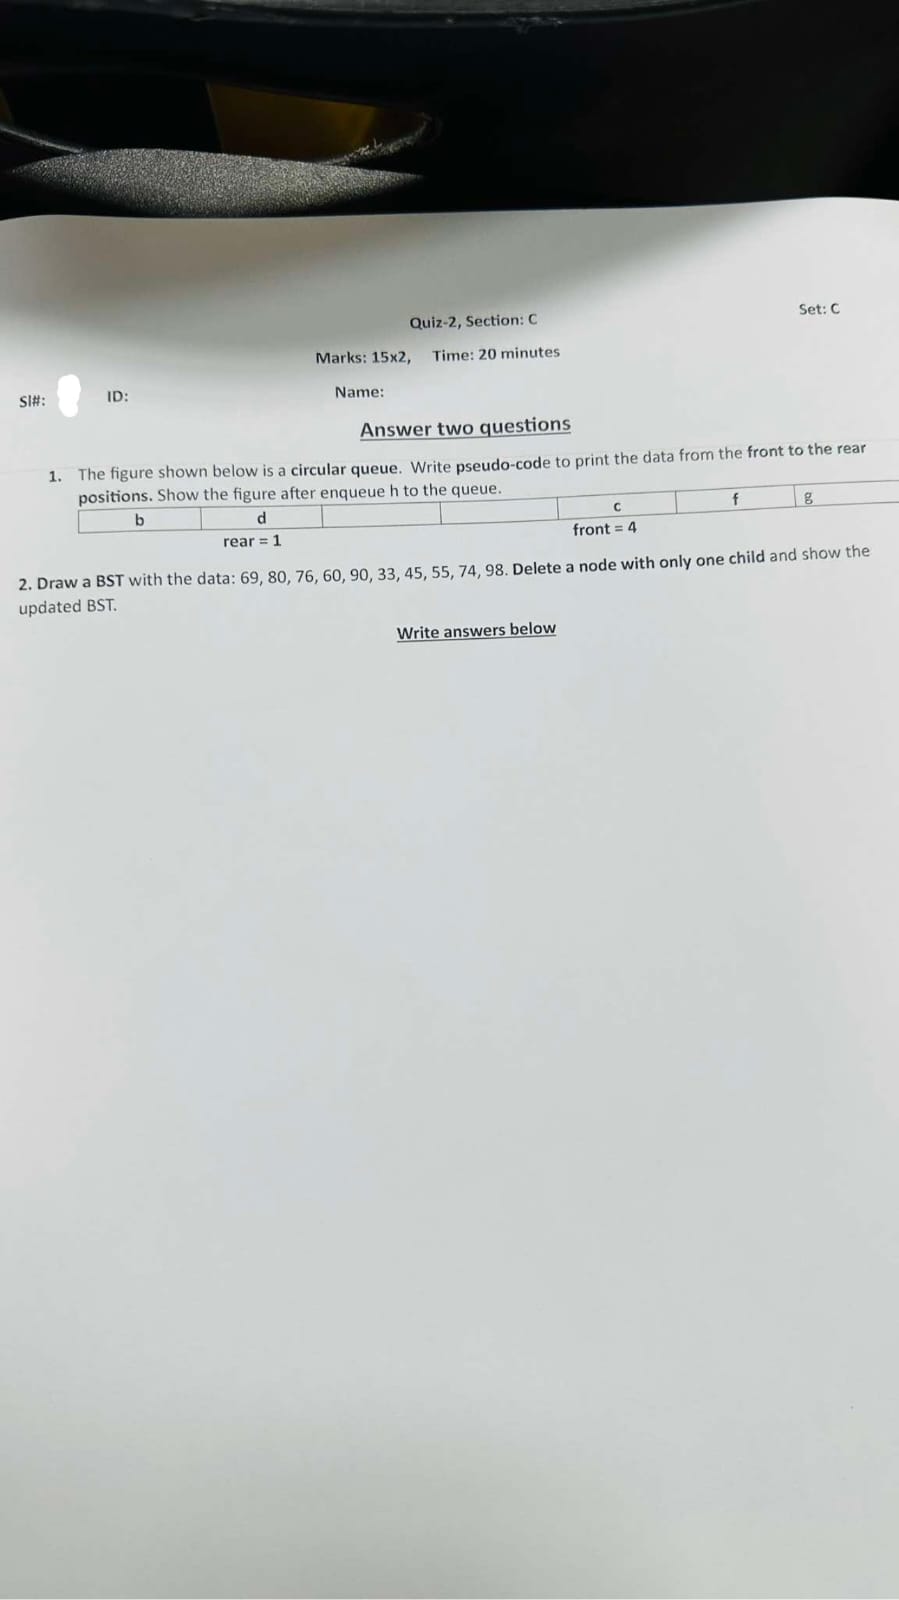 Set: C
Quiz-2, Section: C
Marks: 15x2, Time: 20 minutes
Sl#: ID: Name:
Answer two questions
1. The figure shown below is a circular queue. Write pseudo-code to print the data from the front to the rear
positions. Show the figure after enqueue h to the queue.
b d c f g
rear = 1 front = 4
2. Draw a BST with the data: 69, 80, 76, 60, 90, 33, 45, 55, 74, 98. Delete a node with only one child and show the
updated BST.
Write answers below